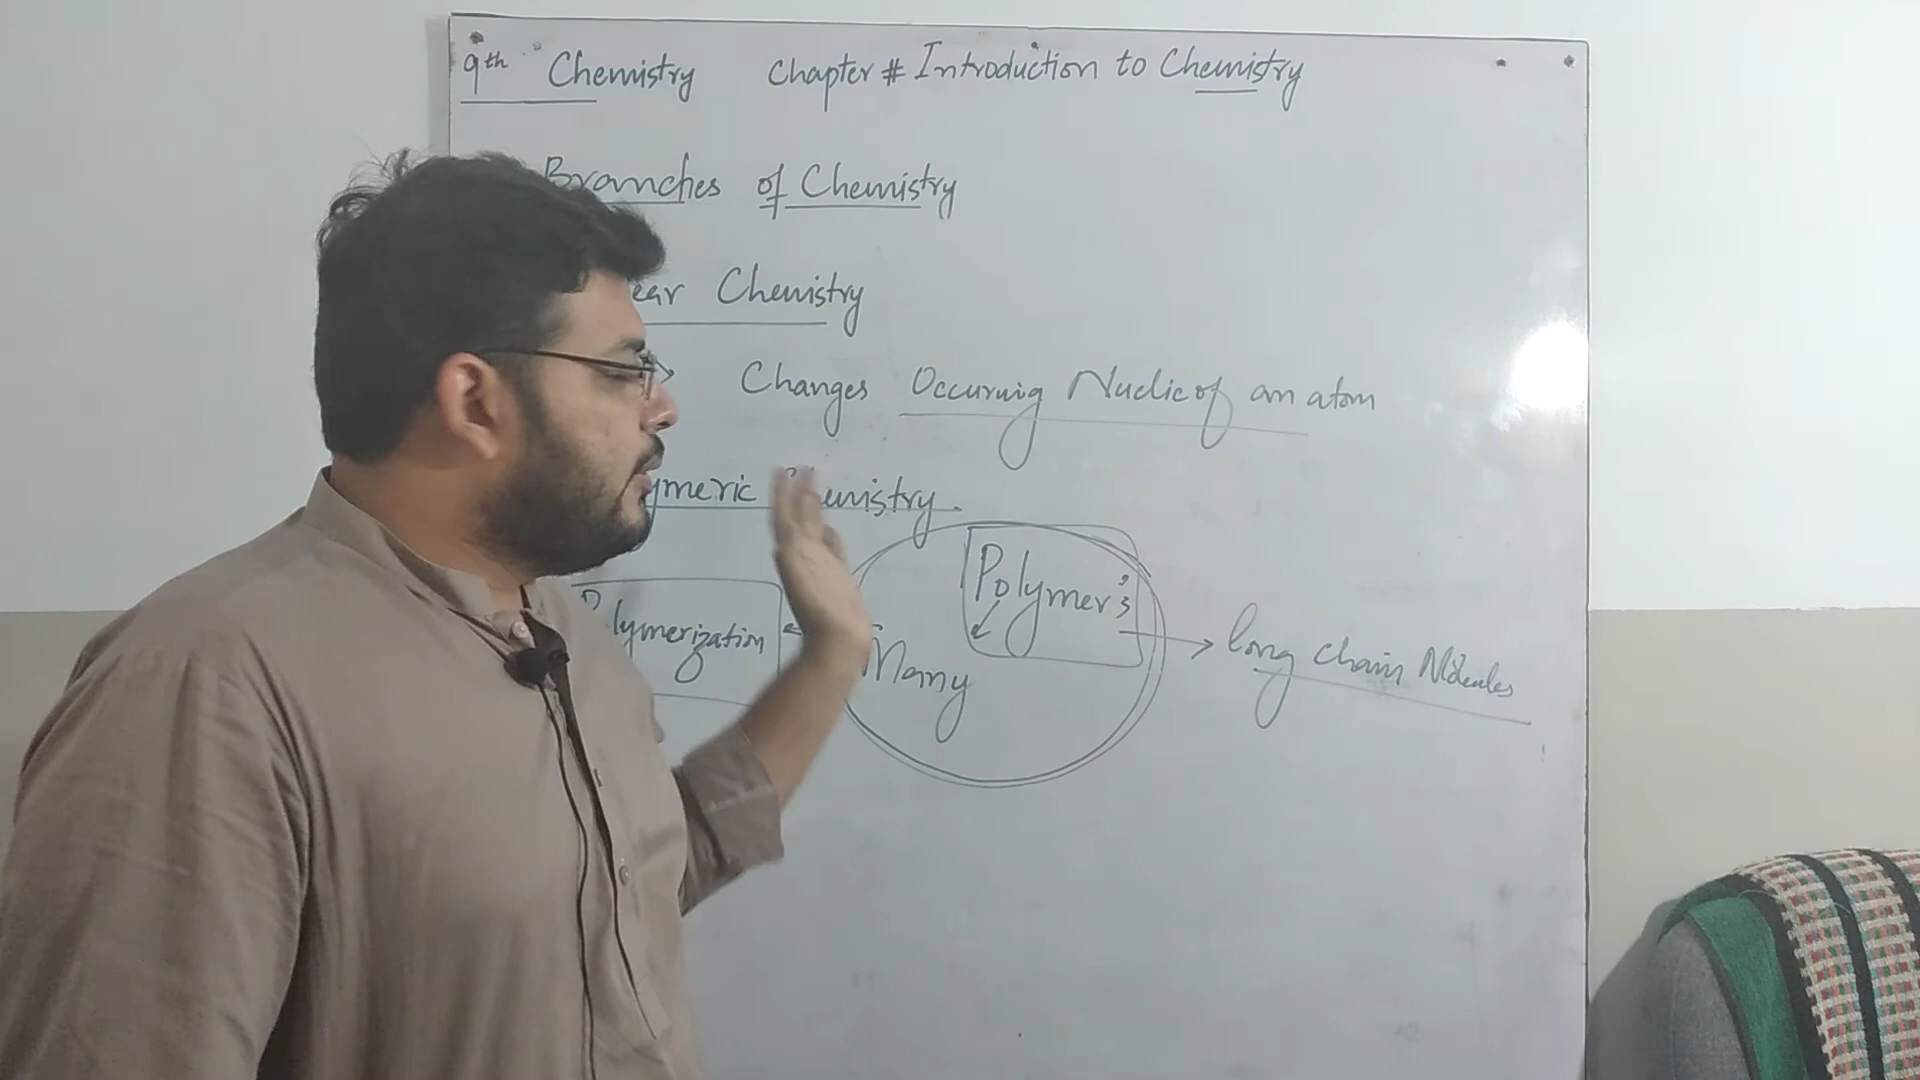 9th Chemistry Chapter # Introduction to Chemistry
Branches of Chemistry
ear Chemistry
Changes Occuring Nuclic of an atom
ymeric Chemistry.
Polymer's
lymerization
Many
long chain Molecules